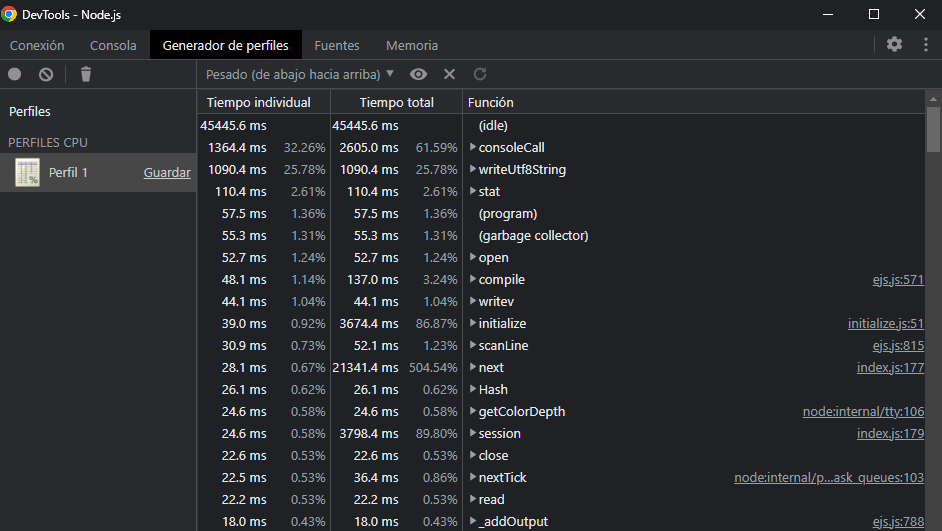 DevTools - Node.js
Conexión Consola Generador de perfiles Fuentes Memoria
Pesado (de abajo hacia arriba)
Perfiles
PERFILES CPU
Perfil 1 Guardar
Tiempo individual Tiempo total Función
45445.6 ms 45445.6 ms (idle)
1364.4 ms 32.26% 2605.0 ms 61.59% consoleCall
1090.4 ms 25.78% 1090.4 ms 25.78% writeUtf8String
110.4 ms 2.61% 110.4 ms 2.61% stat
57.5 ms 1.36% 57.5 ms 1.36% (program)
55.3 ms 1.31% 55.3 ms 1.31% (garbage collector)
52.7 ms 1.24% 52.7 ms 1.24% open
48.1 ms 1.14% 137.0 ms 3.24% compile ejs.js:571
44.1 ms 1.04% 44.1 ms 1.04% writev
39.0 ms 0.92% 3674.4 ms 86.87% initialize initialize.js:51
30.9 ms 0.73% 52.1 ms 1.23% scanLine ejs.js:815
28.1 ms 0.67% 21341.4 ms 504.54% next index.js:177
26.1 ms 0.62% 26.1 ms 0.62% Hash
24.6 ms 0.58% 24.6 ms 0.58% getColorDepth node:internal/tty:106
24.6 ms 0.58% 3798.4 ms 89.80% session index.js:179
22.6 ms 0.53% 22.6 ms 0.53% close
22.5 ms 0.53% 36.4 ms 0.86% nextTick node:internal/p...ask_queues:103
22.2 ms 0.53% 22.2 ms 0.53% read
18.0 ms 0.43% 18.0 ms 0.43% _addOutput ejs.js:788